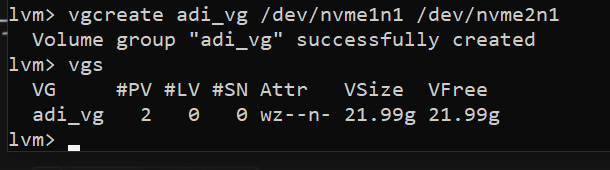 lvm> vgcreate adi_vg /dev/nvme1n1 /dev/nvme2n1
  Volume group "adi_vg" successfully created
lvm> vgs
  VG     #PV #LV #SN Attr   VSize  VFree
  adi_vg   2   0   0 wz--n- 21.99g 21.99g
lvm>